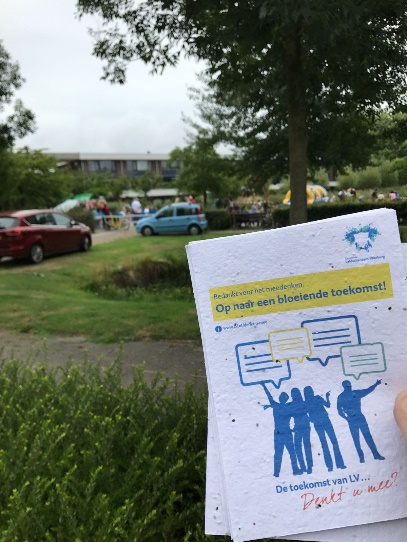 Bedankt voor het meedenken.
Op naar een bloeiende toekomst!
De toekomst van LV...
Denkt u mee?